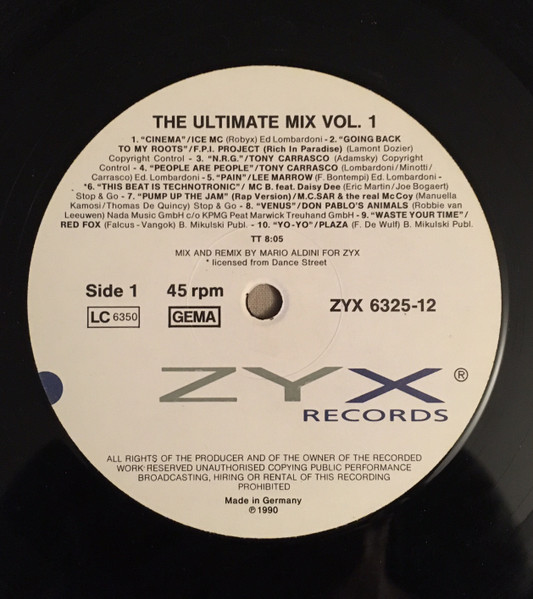 THE ULTIMATE MIX VOL. 1
1. "CINEMA"/ICE MC (Robyx) Ed Lombardoni - 2. "GOING BACK
TO MY ROOTS"/F.P.I. PROJECT (Rich In Paradise) (Lamont Dozier)
Copyright Control - 3. "N.R.G."/TONY CARRASCO (Adamsky) Copyright
Control - 4. "PEOPLE ARE PEOPLE"/TONY CARRASCO (Lombardoni/Minotti/
Carrasco) Ed. Lombardoni - 5. "PAIN"/LEE MARROW (F. Bontempi) Ed. Lombardoni -
*6. "THIS BEAT IS TECHNOTRONIC"/ MC B. feat. Daisy Dee (Eric Martin/Joe Bogaert)
Stop & Go - 7. "PUMP UP THE JAM" (Rap Version)/M.C.SAR & the real McCoy (Manuella
Kamosi/Thomas De Quincy) Stop & Go - 8. "VENUS"/DON PABLO'S ANIMALS (Robbie van
Leeuwen) Nada Music GmbH c/o KPMG Peat Marwick Treuhand GmbH - 9. "WASTE YOUR TIME"/
RED FOX (Falcus-Vangok) B. Mikulski Publ. - 10. "YO-YO"/PLAZA (F. De Wulf) B. Mikulski Publ.
TT 8:05
MIX AND REMIX BY MARIO ALDINI FOR ZYX
* licensed from Dance Street
Side 1 45 rpm
LC 6350 GEMA ZYX 6325-12
ZYX ®
RECORDS
ALL RIGHTS OF THE PRODUCER AND OF THE OWNER OF THE RECORDED
WORK RESERVED UNAUTHORISED COPYING PUBLIC PERFORMANCE
BROADCASTING, HIRING OR RENTAL OF THIS RECORDING
PROHIBITED
Made in Germany
℗ 1990